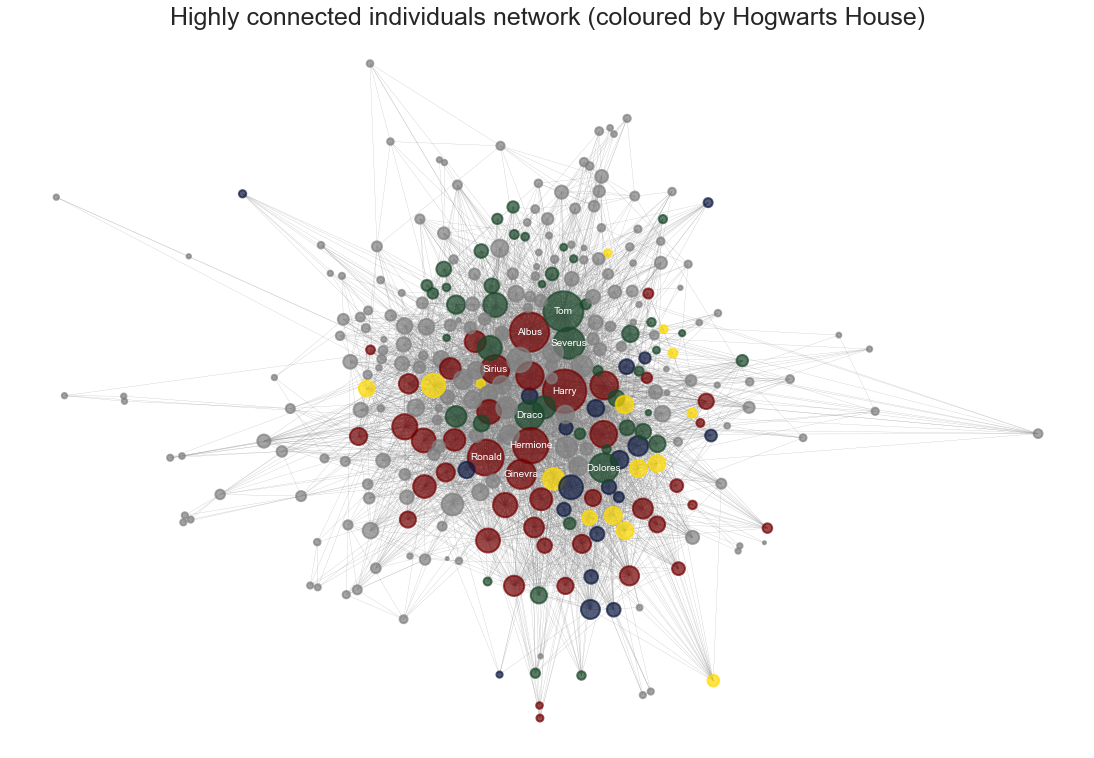 Highly connected individuals network (coloured by Hogwarts House)
Tom
Albus
Severus
Sirius
Harry
Draco
Hermione
Ronald
Ginevra
Dolores